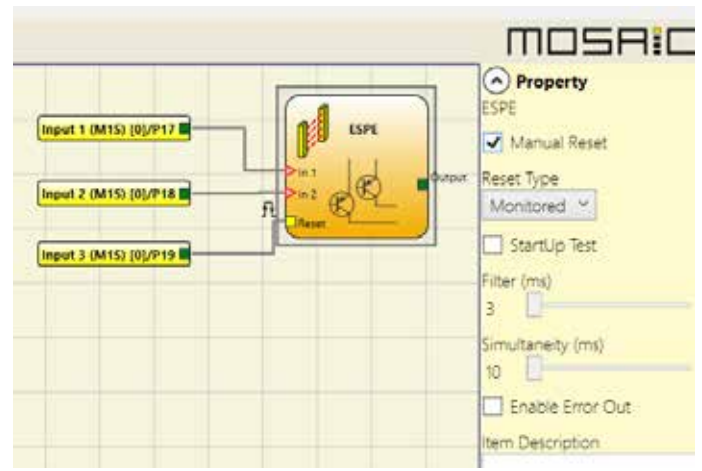 MOSAIC
Property
ESPE
Manual Reset
Reset Type
Monitored
StartUp Test
Filter (ms)
3
Simultaneity (ms)
10
Enable Error Out
Item Description
Input 1 (M1S) [0]/P17
Input 2 (M1S) [0]/P18
Input 3 (M1S) [0]/P19
ESPE
In 1
In 2
Reset
Output